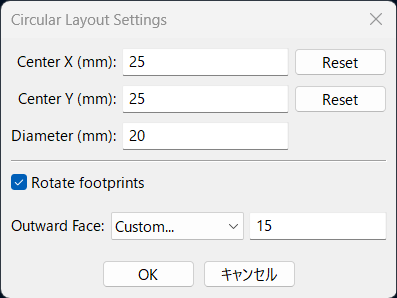 Circular Layout Settings
Center X (mm): 25 Reset
Center Y (mm): 25 Reset
Diameter (mm): 20
Rotate footprints
Outward Face: Custom... 15
OK キャンセル